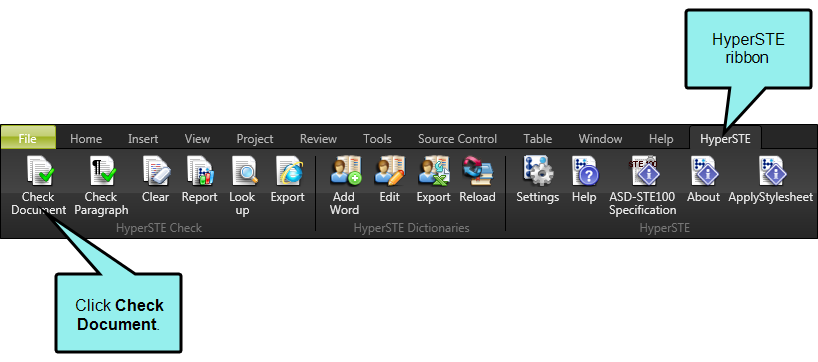 HyperSTE
ribbon
File Home Insert View Project Review Tools Source Control Table Window Help HyperSTE
Check Check Clear Report Look Export Add Edit Export Reload Settings Help ASD-STE100 About ApplyStylesheet
Document Paragraph up Word Specification
HyperSTE Check HyperSTE Dictionaries HyperSTE
Click Check
Document.